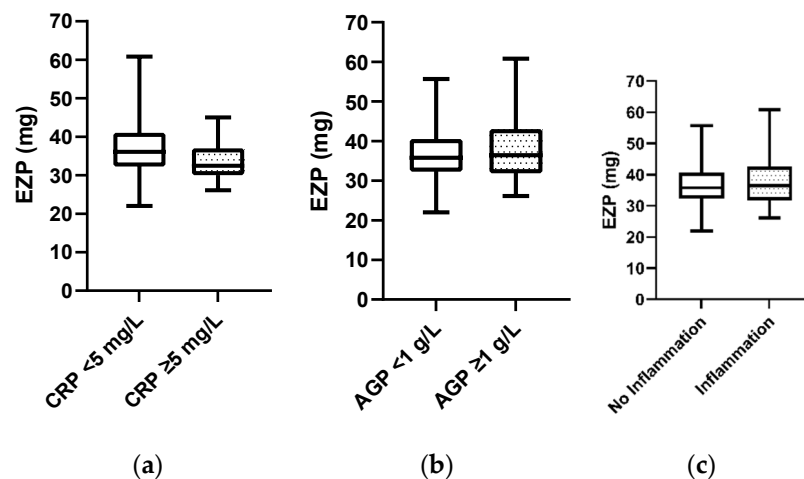 70
60
50
40
30
20
10
0
EZP (mg)
CRP <5 mg/L
CRP ≥5 mg/L
(a)
70
60
50
40
30
20
10
0
EZP (mg)
AGP <1 g/L
AGP ≥1 g/L
(b)
70
60
50
40
30
20
10
0
EZP (mg)
No Inflammation
Inflammation
(c)